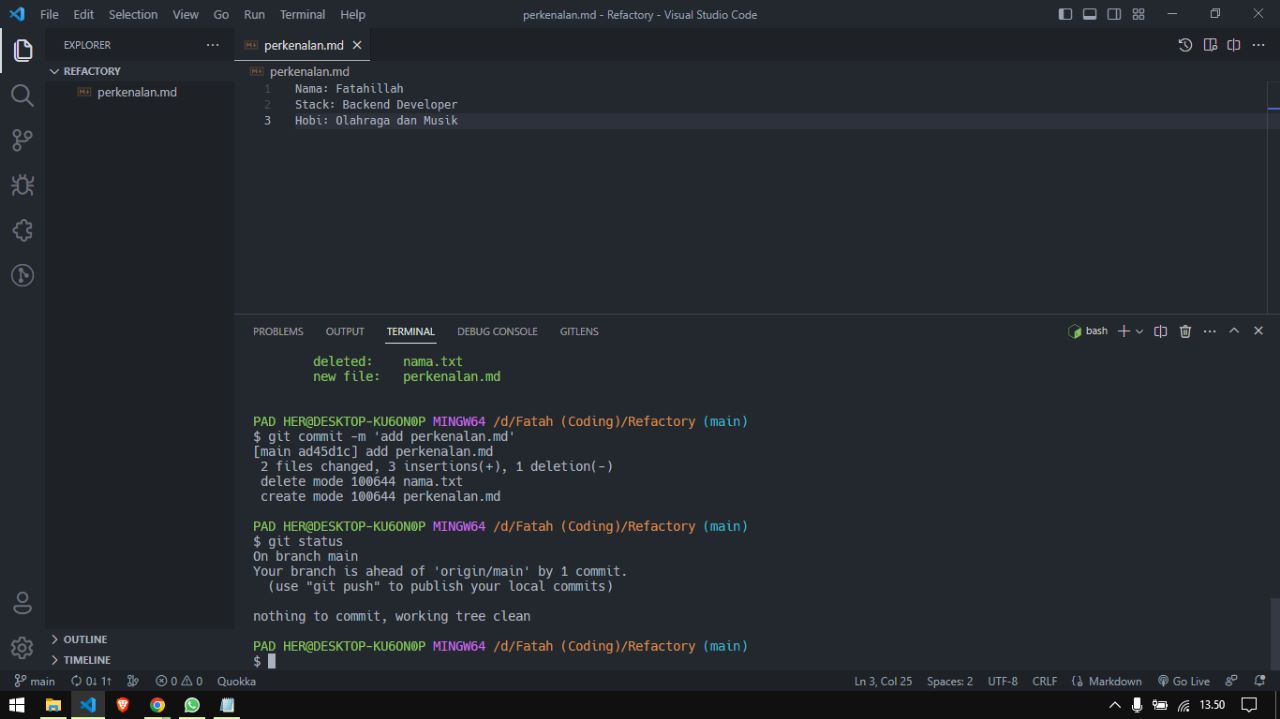 File Edit Selection View Go Run Terminal Help perkenalan.md - Refactory - Visual Studio Code
EXPLORER
perkenalan.md
REFACTORY
perkenalan.md
perkenalan.md
1 Nama: Fatahillah
2 Stack: Backend Developer
3 Hobi: Olahraga dan Musik
PROBLEMS OUTPUT TERMINAL DEBUG CONSOLE GITLENS bash
deleted: nama.txt
new file: perkenalan.md
PAD HER@DESKTOP-KU6ON0P MINGW64 /d/Fatah (Coding)/Refactory (main)
$ git commit -m 'add perkenalan.md'
[main ad45d1c] add perkenalan.md
2 files changed, 3 insertions(+), 1 deletion(-)
delete mode 100644 nama.txt
create mode 100644 perkenalan.md
PAD HER@DESKTOP-KU6ON0P MINGW64 /d/Fatah (Coding)/Refactory (main)
$ git status
On branch main
Your branch is ahead of 'origin/main' by 1 commit.
(use "git push" to publish your local commits)
nothing to commit, working tree clean
PAD HER@DESKTOP-KU6ON0P MINGW64 /d/Fatah (Coding)/Refactory (main)
$
OUTLINE
TIMELINE
main 0↓ 1↑ 0 0 Quokka Ln 3, Col 25 Spaces: 2 UTF-8 CRLF Markdown Go Live
13.50